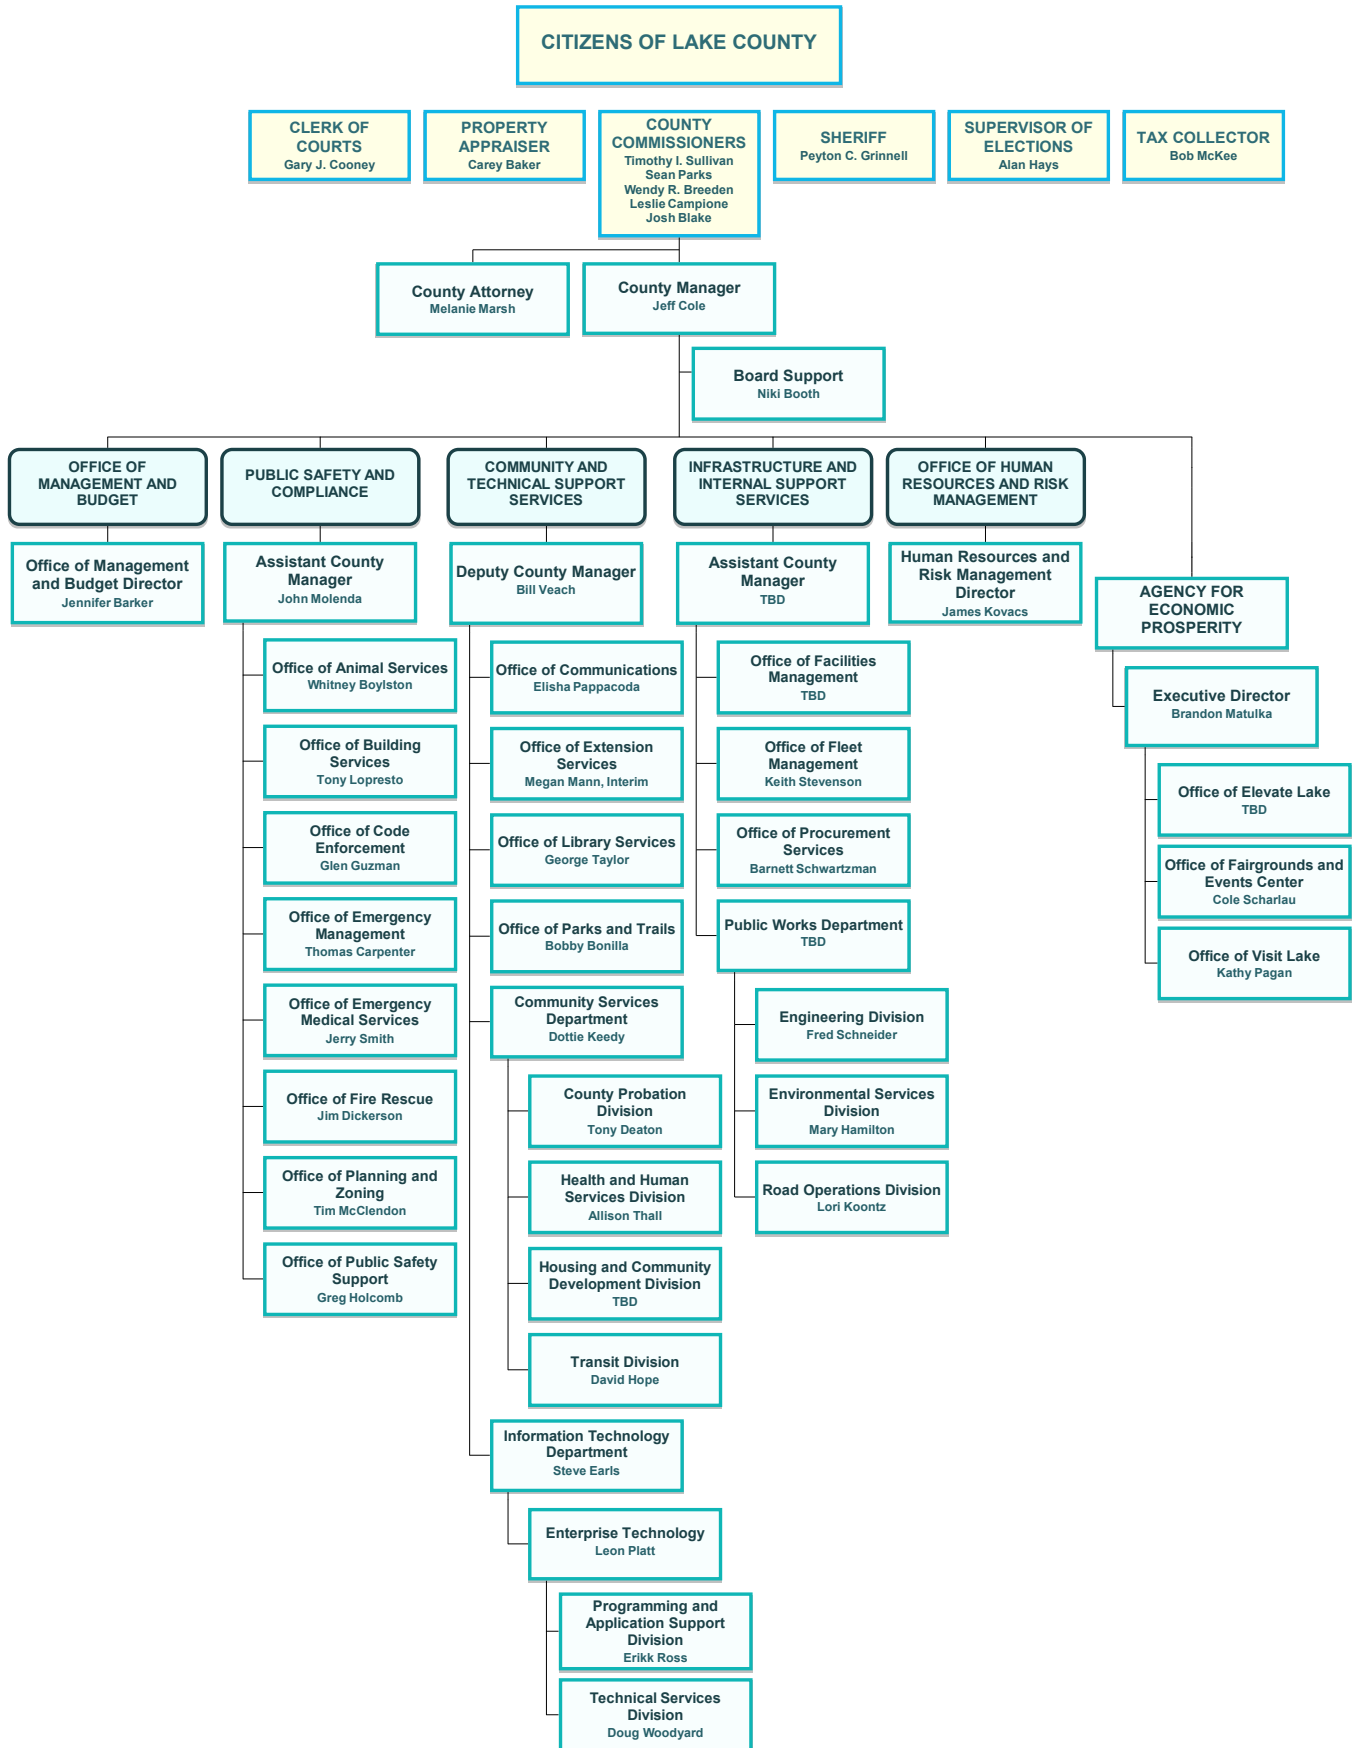 CITIZENS OF LAKE COUNTY
CLERK OF
COURTS
Gary J. Cooney
PROPERTY
APPRAISER
Carey Baker
COUNTY
COMMISSIONERS
Timothy I. Sullivan
Sean Parks
Wendy R. Breeden
Leslie Campione
Josh Blake
SHERIFF
Peyton C. Grinnell
SUPERVISOR OF
ELECTIONS
Alan Hays
TAX COLLECTOR
Bob McKee
County Attorney
Melanie Marsh
County Manager
Jeff Cole
Board Support
Niki Booth
OFFICE OF
MANAGEMENT AND
BUDGET
Office of Management
and Budget Director
Jennifer Barker
PUBLIC SAFETY AND
COMPLIANCE
Assistant County
Manager
John Molenda
Office of Animal Services
Whitney Boylston
Office of Building
Services
Tony Lopresto
Office of Code
Enforcement
Glen Guzman
Office of Emergency
Management
Thomas Carpenter
Office of Emergency
Medical Services
Jerry Smith
Office of Fire Rescue
Jim Dickerson
Office of Planning and
Zoning
Tim McClendon
Office of Public Safety
Support
Greg Holcomb
COMMUNITY AND
TECHNICAL SUPPORT
SERVICES
Deputy County Manager
Bill Veach
Office of Communications
Elisha Pappacoda
Office of Extension
Services
Megan Mann, Interim
Office of Library Services
George Taylor
Office of Parks and Trails
Bobby Bonilla
Community Services
Department
Dottie Keedy
County Probation
Division
Tony Deaton
Health and Human
Services Division
Allison Thall
Housing and Community
Development Division
TBD
Transit Division
David Hope
Information Technology
Department
Steve Earls
Enterprise Technology
Leon Platt
Programming and
Application Support
Division
Erikk Ross
Technical Services
Division
Doug Woodyard
INFRASTRUCTURE AND
INTERNAL SUPPORT
SERVICES
Assistant County
Manager
TBD
Office of Facilities
Management
TBD
Office of Fleet
Management
Keith Stevenson
Office of Procurement
Services
Barnett Schwartzman
Public Works Department
TBD
Engineering Division
Fred Schneider
Environmental Services
Division
Mary Hamilton
Road Operations Division
Lori Koontz
OFFICE OF HUMAN
RESOURCES AND RISK
MANAGEMENT
Human Resources and
Risk Management
Director
James Kovacs
AGENCY FOR
ECONOMIC
PROSPERITY
Executive Director
Brandon Matulka
Office of Elevate Lake
TBD
Office of Fairgrounds and
Events Center
Cole Scharlau
Office of Visit Lake
Kathy Pagan